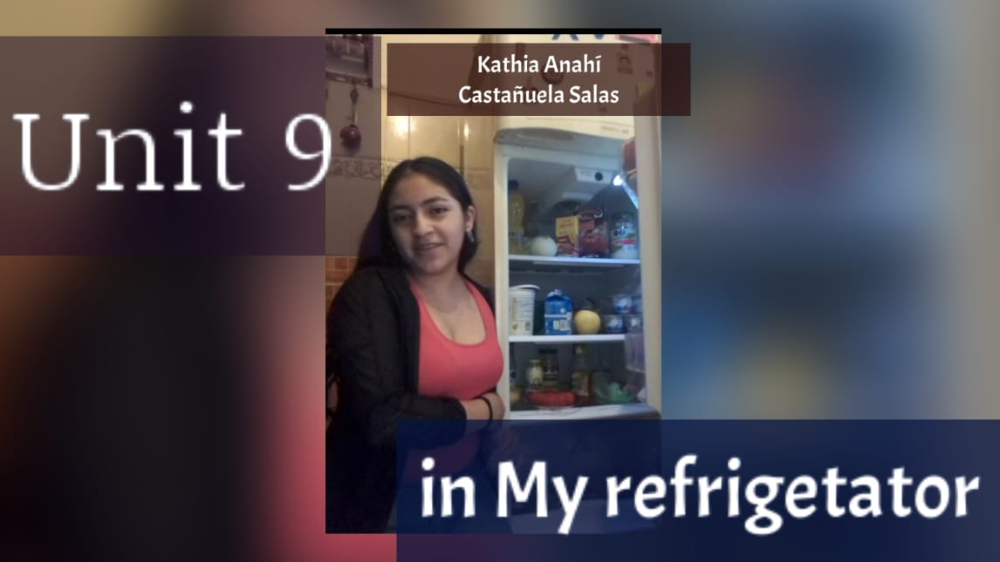 Kathia Anahí
Castañuela Salas
Unit 9
in My refrigetator